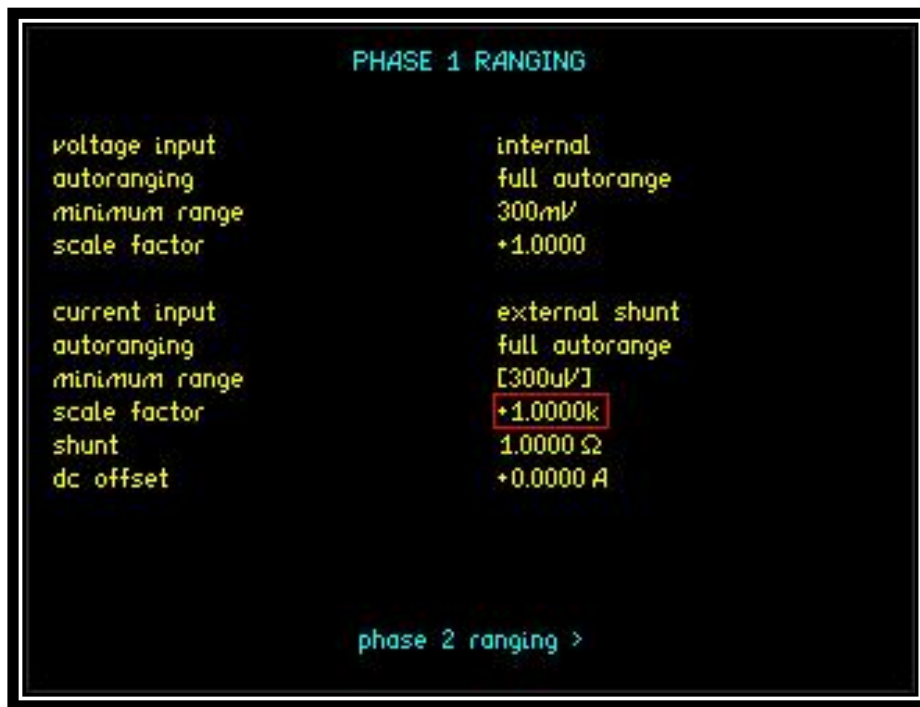 PHASE 1 RANGING
voltage input internal
autoranging full autorange
minimum range 300mV
scale factor +1.0000
current input external shunt
autoranging full autorange
minimum range [300uV]
scale factor +1.0000k
shunt 1.0000 Ω
dc offset +0.0000 A
phase 2 ranging >